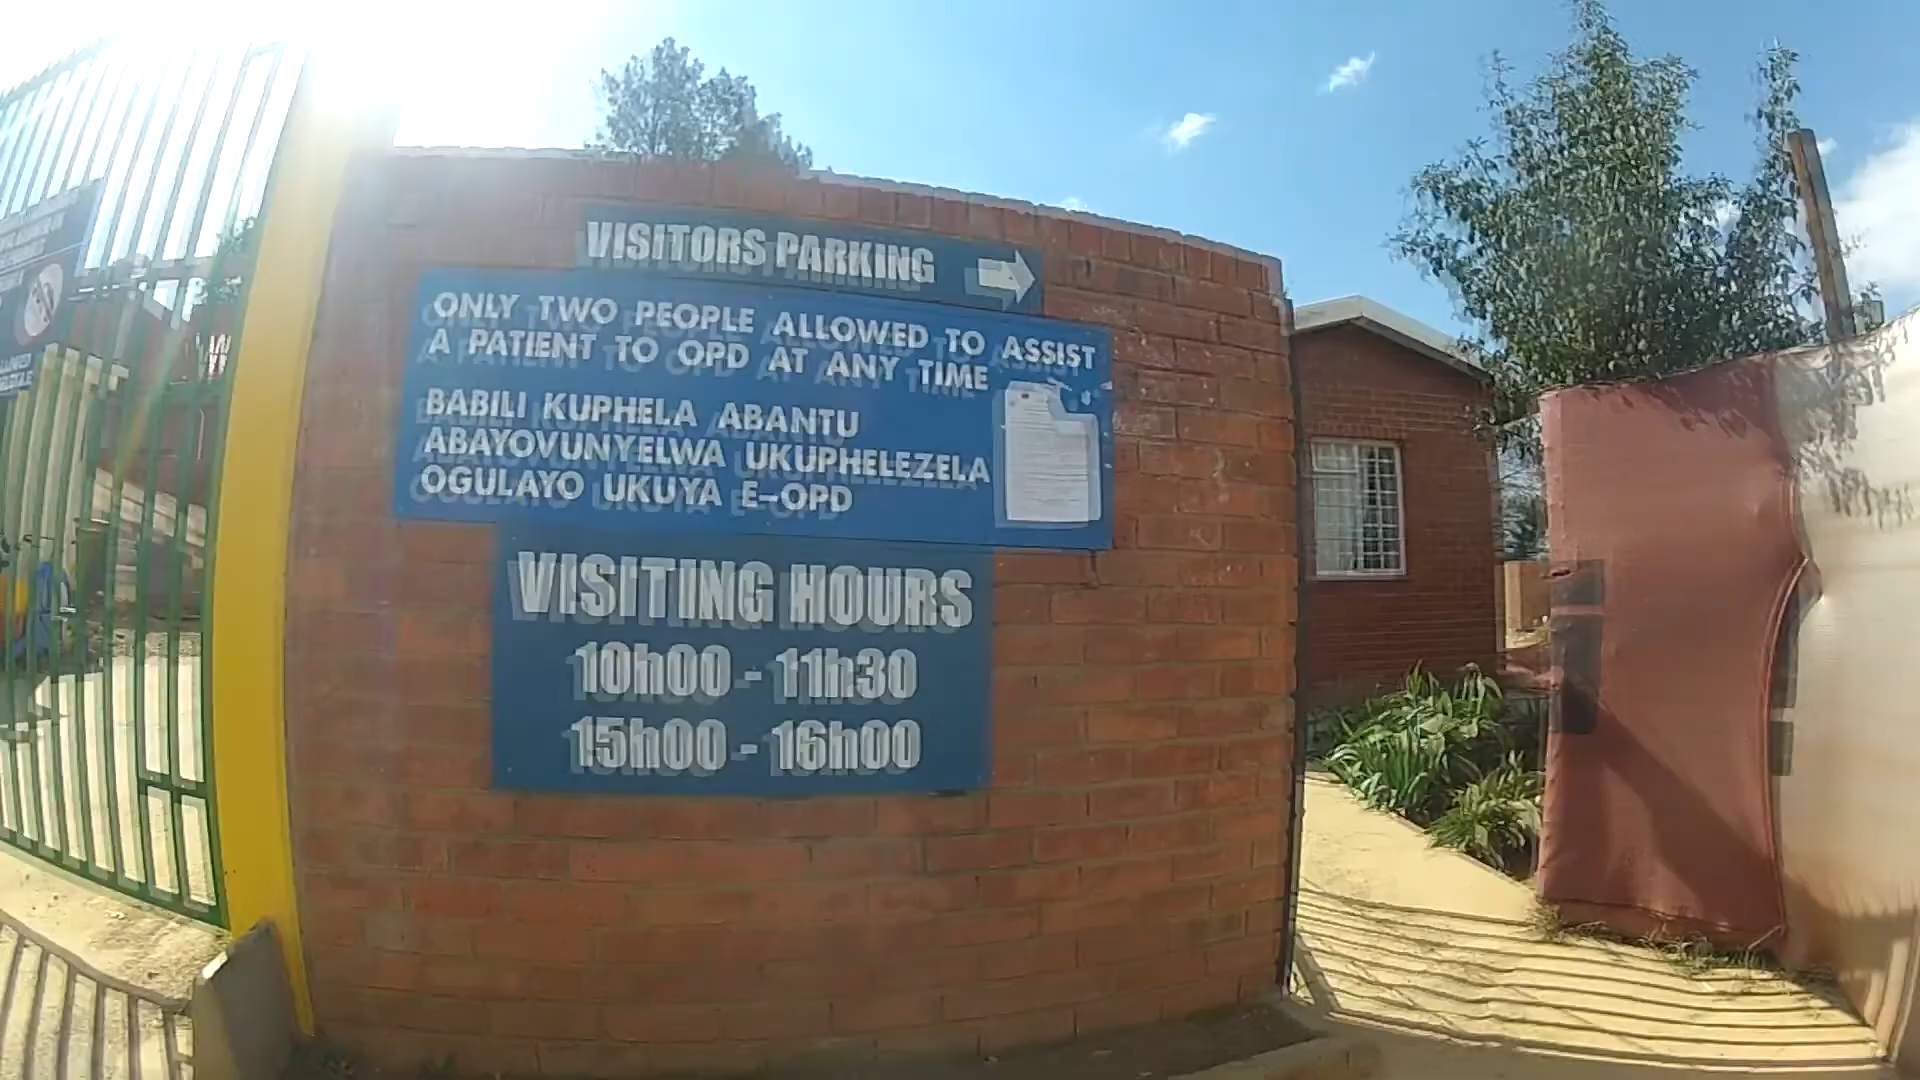 VISITORS PARKING
ONLY TWO PEOPLE ALLOWED TO ASSIST
A PATIENT TO OPD AT ANY TIME
BABILI KUPHELA ABANTU
ABAYOVUNYELWA UKUPHELEZELA
OGULAYO UKUYA E-OPD
VISITING HOURS
10h00 - 11h30
15h00 - 16h00